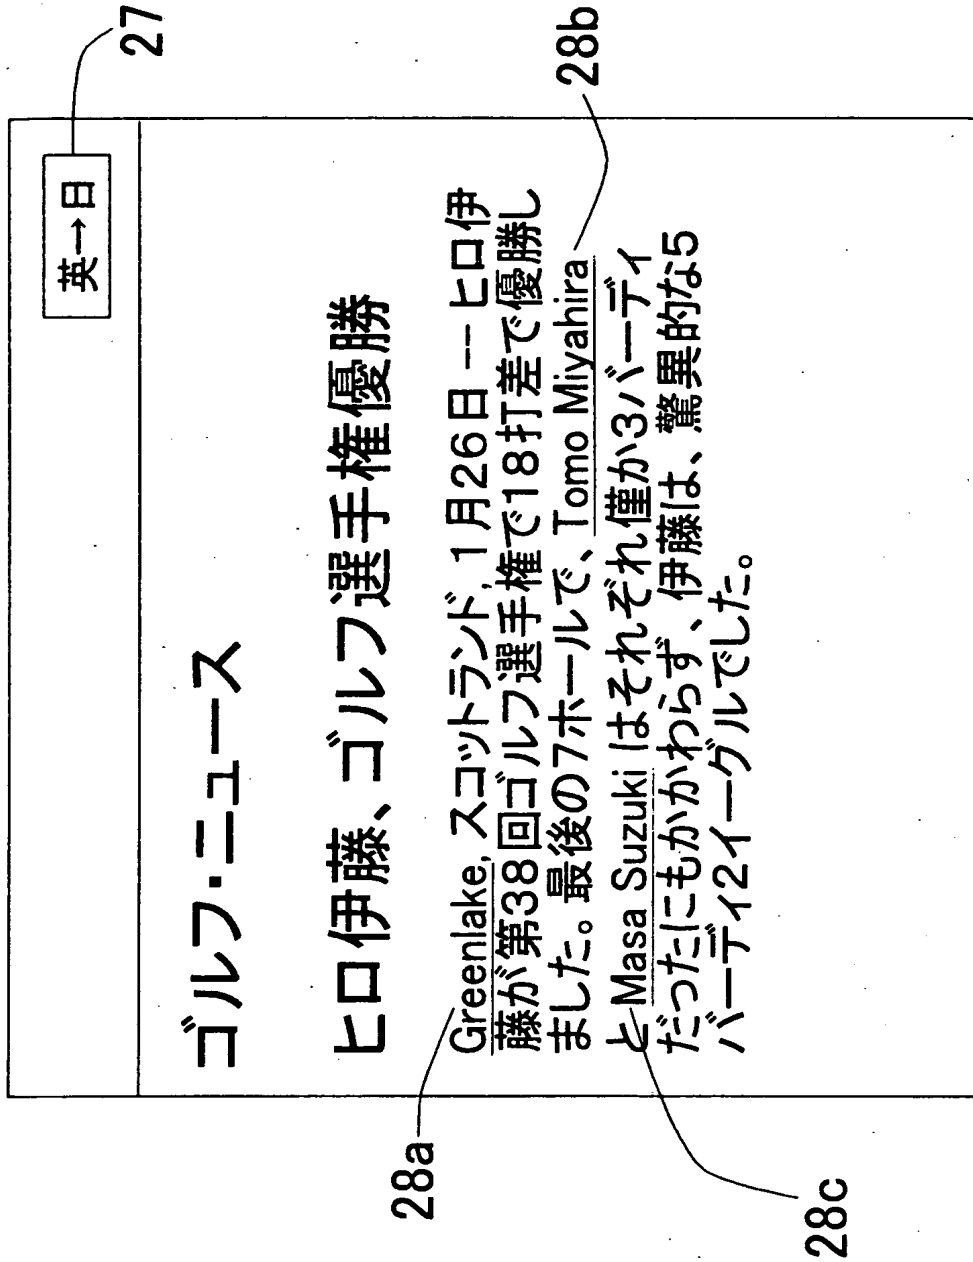 27
英→日
ゴルフ・ニュース
ヒロ伊藤、ゴルフ選手権優勝
Greenlake, スコットランド, 1月26日 -- ヒロ伊
藤が第38回ゴルフ選手権で18打差で優勝し
ました。最後の7ホールで、Tomo Miyahira
とMasa Suzuki はそれぞれ僅か3バーディ
だったにもかかわらず、伊藤は、驚異的な5
バーディ2イーグルでした。
28a
28b
28c